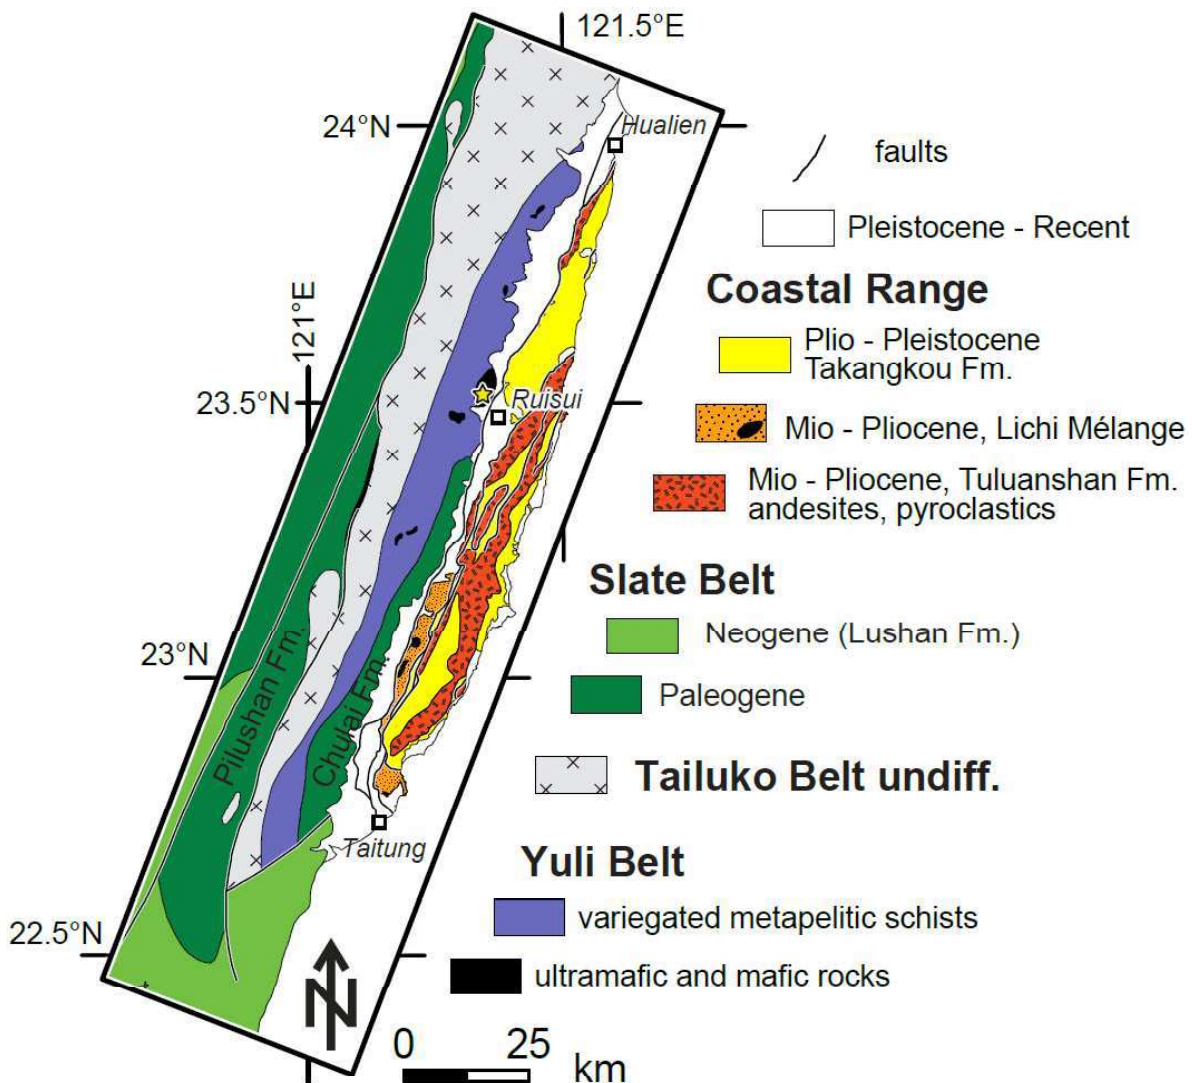 121.5°E
24°N
Hualien
faults
Pleistocene - Recent
Coastal Range
121°E
Plio - Pleistocene
Takangkou Fm.
23.5°N
Ruisui
Mio - Pliocene, Lichi Mélange
Mio - Pliocene, Tuluanshan Fm.
andesites, pyroclastics
Slate Belt
Neogene (Lushan Fm.)
23°N
Pilushan Fm.
Chulai Fm.
Paleogene
Tailuko Belt undiff.
Taitung
Yuli Belt
variegated metapelitic schists
22.5°N
ultramafic and mafic rocks
N
0 25
km